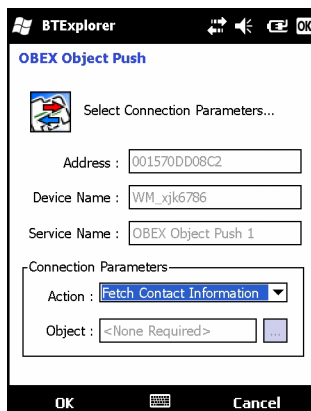 BTExplorer
OK
OBEX Object Push
Select Connection Parameters...
Address : 001570DD08C2
Device Name : WM_xjk6786
Service Name : OBEX Object Push 1
Connection Parameters
Action : Fetch Contact Information
Object : <None Required> ...
OK Cancel